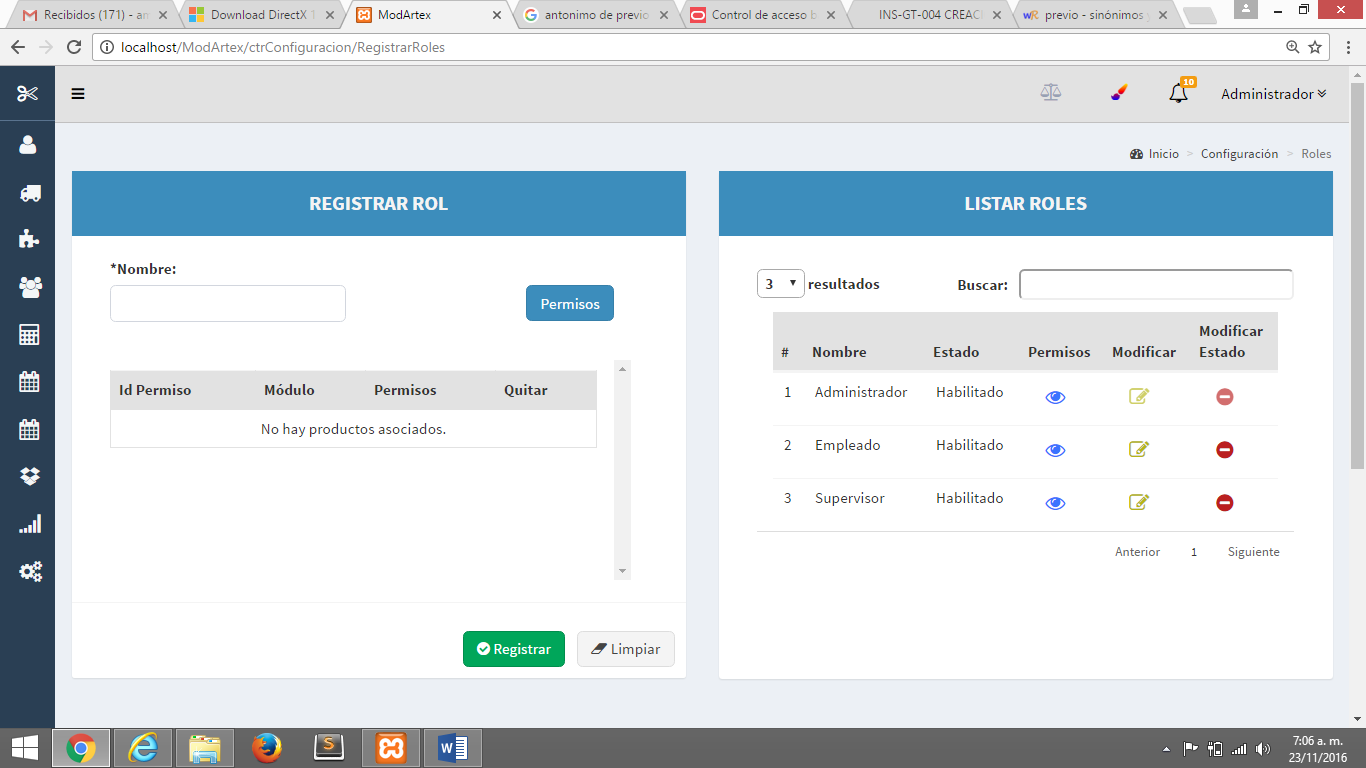 Recibidos (171) - am
Download DirectX 1
ModArtex
antonimo de previo
Control de acceso b
INS-GT-004 CREACI
wR previo - sinónimos y
localhost/ModArtex/ctrConfiguracion/RegistrarRoles
10
Administrador
Inicio > Configuración > Roles
REGISTRAR ROL
*Nombre:
Permisos
Id Permiso Módulo Permisos Quitar
No hay productos asociados.
Registrar Limpiar
LISTAR ROLES
3 resultados Buscar:
# Nombre Estado Permisos Modificar Modificar Estado
1 Administrador Habilitado
2 Empleado Habilitado
3 Supervisor Habilitado
Anterior 1 Siguiente
7:06 a. m.
23/11/2016